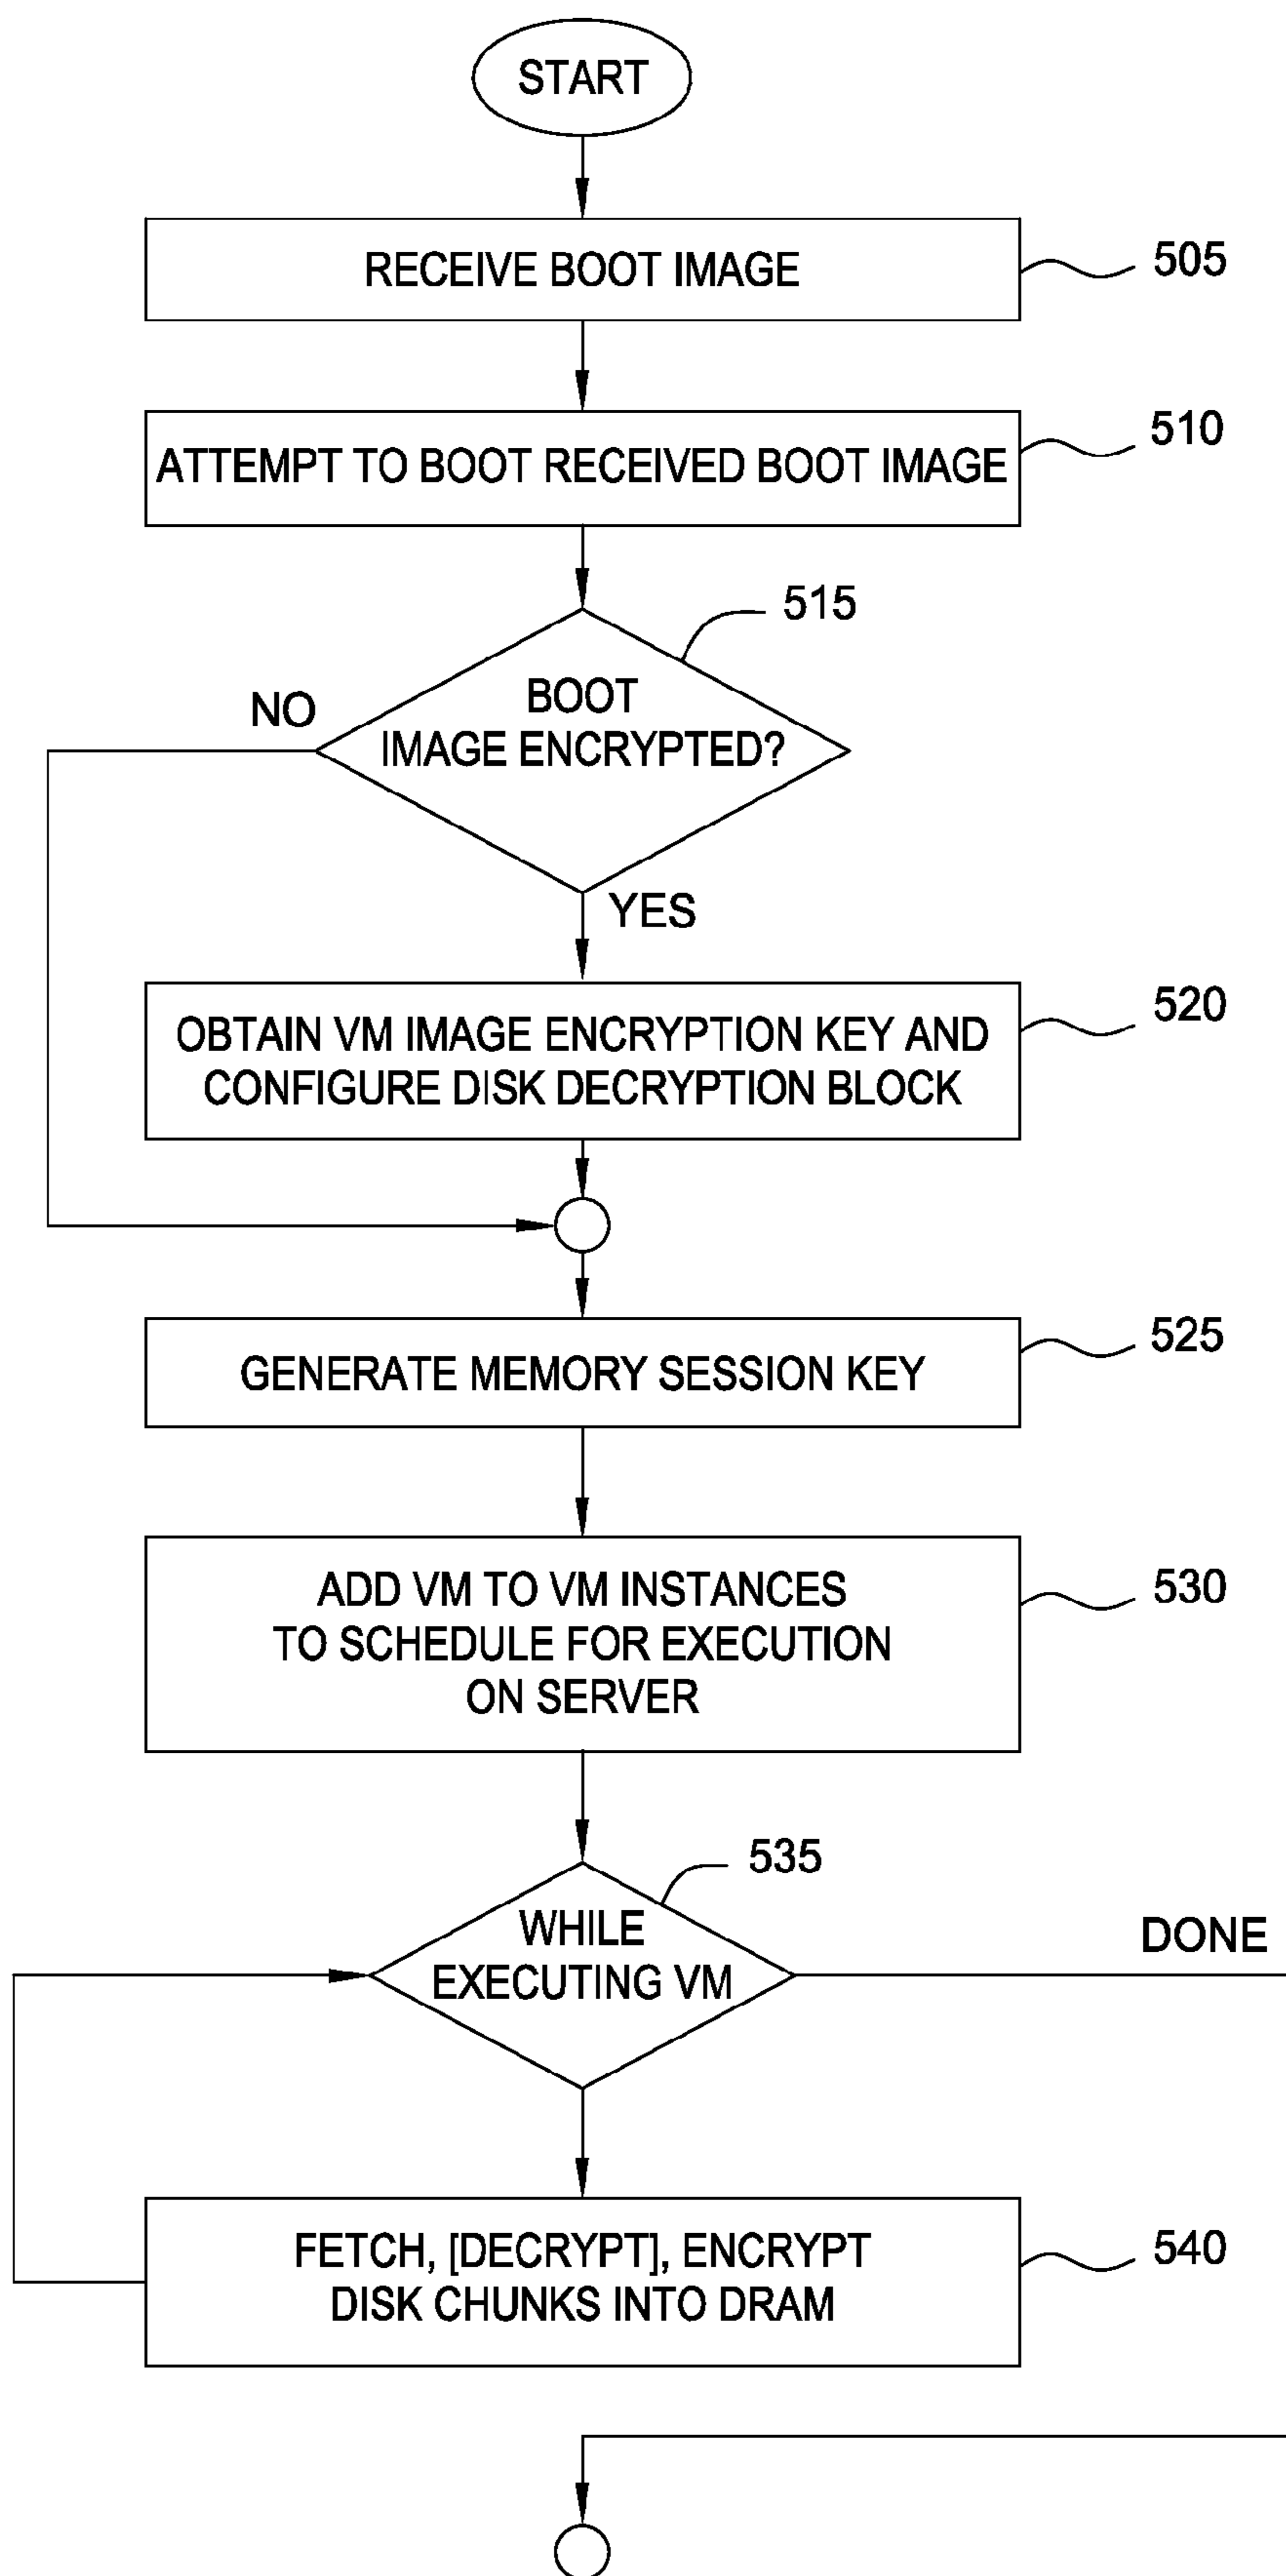 START
RECEIVE BOOT IMAGE
505
ATTEMPT TO BOOT RECEIVED BOOT IMAGE
510
515
BOOT
IMAGE ENCRYPTED?
NO
YES
OBTAIN VM IMAGE ENCRYPTION KEY AND
CONFIGURE DISK DECRYPTION BLOCK
520
GENERATE MEMORY SESSION KEY
525
ADD VM TO VM INSTANCES
TO SCHEDULE FOR EXECUTION
ON SERVER
530
535
WHILE
EXECUTING VM
DONE
FETCH, [DECRYPT], ENCRYPT
DISK CHUNKS INTO DRAM
540